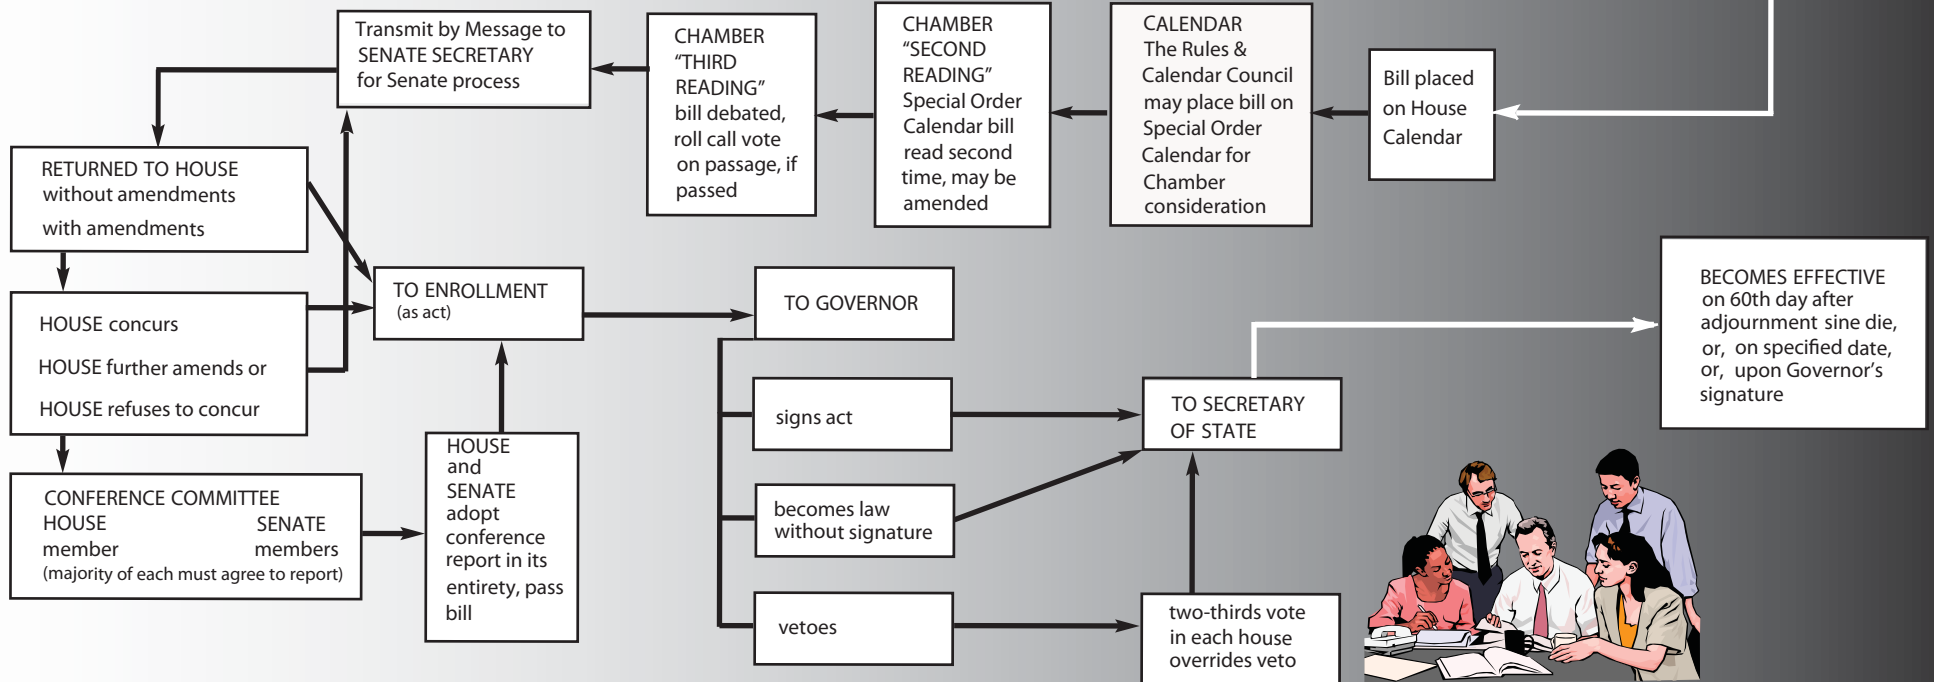 Transmit by Message to
SENATE SECRETARY
for Senate process
CHAMBER
“THIRD
READING”
bill debated,
roll call vote
on passage, if
passed
CHAMBER
“SECOND
READING”
Special Order
Calendar bill
read second
time, may be
amended
CALENDAR
The Rules &
Calendar Council
may place bill on
Special Order
Calendar for
Chamber
consideration
Bill placed
on House
Calendar
RETURNED TO HOUSE
without amendments
with amendments
HOUSE concurs
HOUSE further amends or
HOUSE refuses to concur
CONFERENCE COMMITTEE
HOUSE SENATE
member members
(majority of each must agree to report)
TO ENROLLMENT
(as act)
HOUSE
and
SENATE
adopt
conference
report in its
entirety, pass
bill
TO GOVERNOR
signs act
becomes law
without signature
vetoes
TO SECRETARY
OF STATE
two-thirds vote
in each house
overrides veto
BECOMES EFFECTIVE
on 60th day after
adjournment sine die,
or, on specified date,
or, upon Governor’s
signature